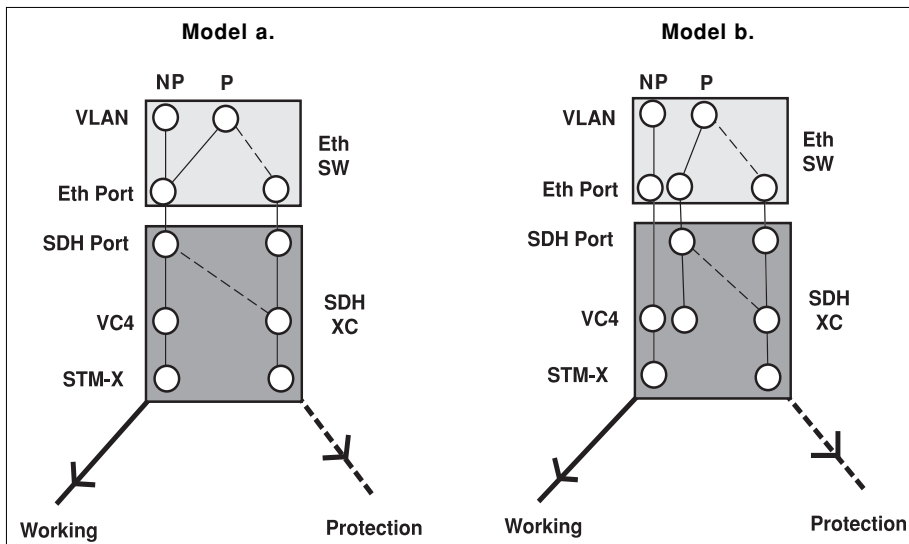 Model a.
NP P
VLAN
Eth
SW
Eth Port
SDH Port
SDH
XC
VC4
STM-X
Working
Protection
Model b.
NP P
VLAN
Eth
SW
Eth Port
SDH Port
SDH
XC
VC4
STM-X
Working
Protection